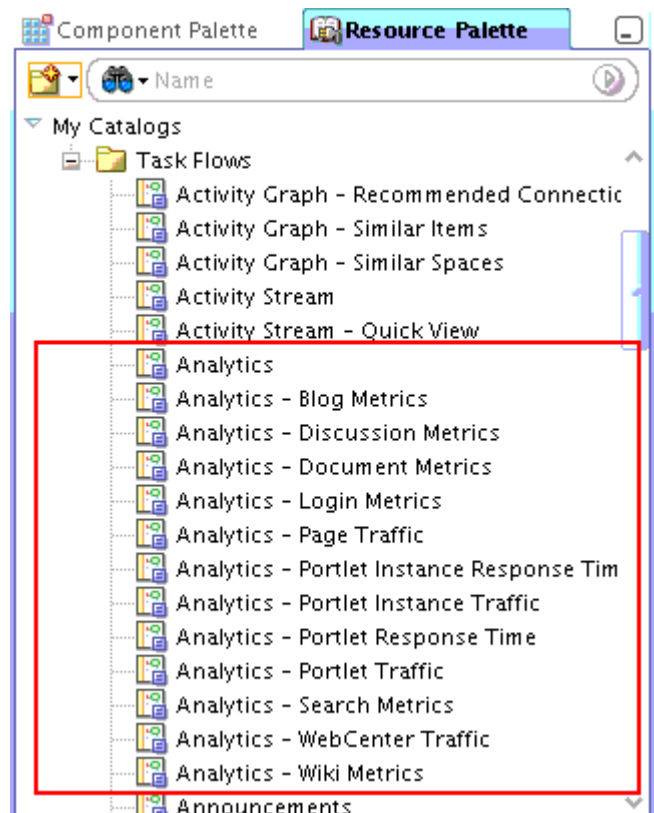 Component Palette
Resource Palette
Name
My Catalogs
Task Flows
Activity Graph - Recommended Connectic
Activity Graph - Similar Items
Activity Graph - Similar Spaces
Activity Stream
Activity Stream - Quick View
Analytics
Analytics - Blog Metrics
Analytics - Discussion Metrics
Analytics - Document Metrics
Analytics - Login Metrics
Analytics - Page Traffic
Analytics - Portlet Instance Response Tim
Analytics - Portlet Instance Traffic
Analytics - Portlet Response Time
Analytics - Portlet Traffic
Analytics - Search Metrics
Analytics - WebCenter Traffic
Analytics - Wiki Metrics
Announcements